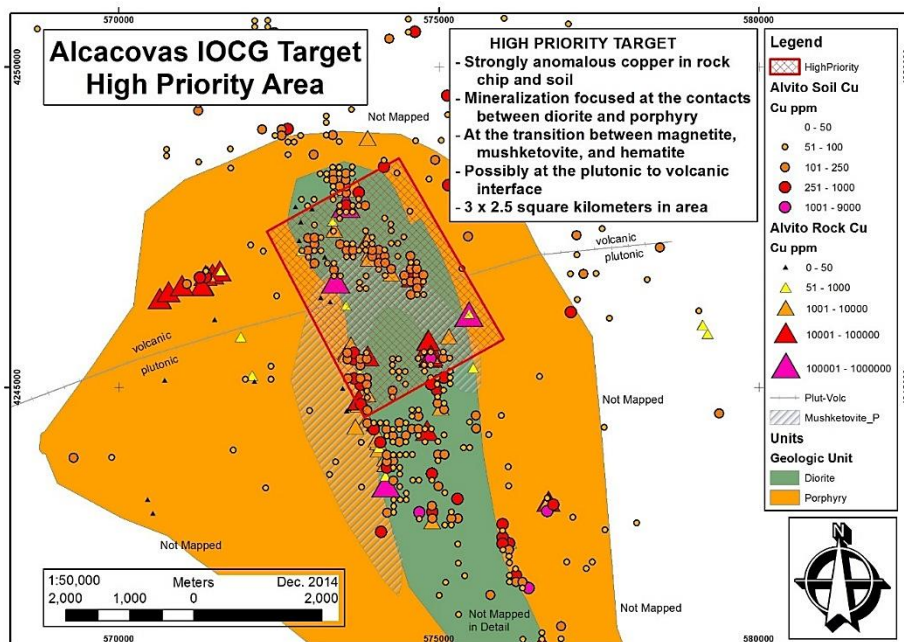 570000
575000
580000
4250000
Alcacovas IOCG Target
High Priority Area
HIGH PRIORITY TARGET
- Strongly anomalous copper in rock
chip and soil
- Mineralization focused at the contacts
between diorite and porphyry
- At the transition between magnetite,
mushketovite, and hematite
- Possibly at the plutonic to volcanic
interface
- 3 x 2.5 square kilometers in area
Legend
HighPriority
Alvito Soil Cu
Cu ppm
0 - 50
51 - 100
101 - 250
251 - 1000
1001 - 9000
Alvito Rock Cu
Cu ppm
0 - 50
51 - 1000
1001 - 10000
10001 - 100000
100001 - 1000000
Plut-Volc
Mushketovite_P
Units
Geologic Unit
Diorite
Porphyry
Not Mapped
volcanic
plutonic
volcanic
plutonic
4245000
4245000
Not Mapped
Not Mapped
Not Mapped
Not Mapped
in Detail
N
1:50,000
Meters
Dec. 2014
2,000
1,000
0
2,000
570000
575000
580000